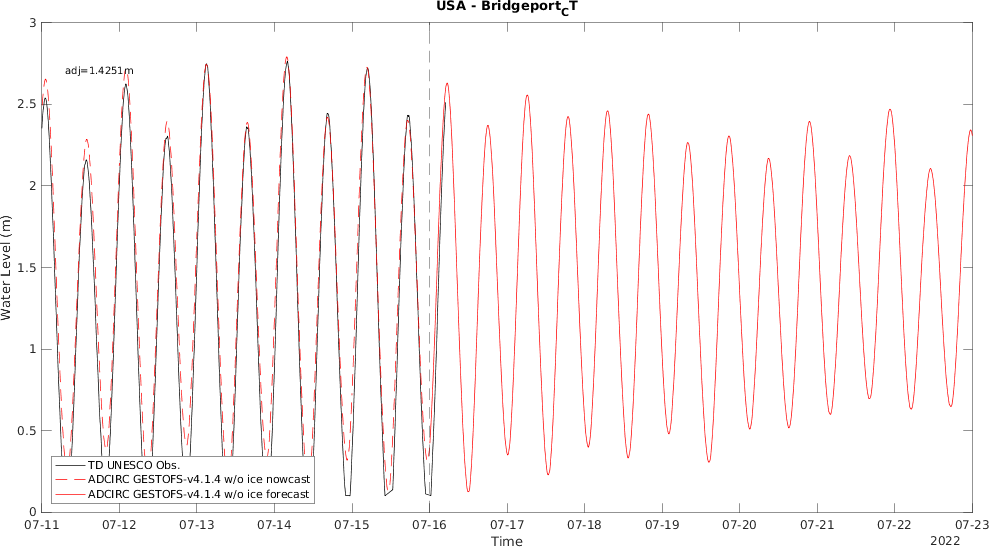 USA - Bridgeport_CT
3
adj=1.4251m
2.5
2
1.5
1
0.5
0
Water Level (m)
TD UNESCO Obs.
ADCIRC GESTOFS-v4.1.4 w/o ice nowcast
ADCIRC GESTOFS-v4.1.4 w/o ice forecast
07-11 07-12 07-13 07-14 07-15 07-16 07-17 07-18 07-19 07-20 07-21 07-22 07-23
Time
2022